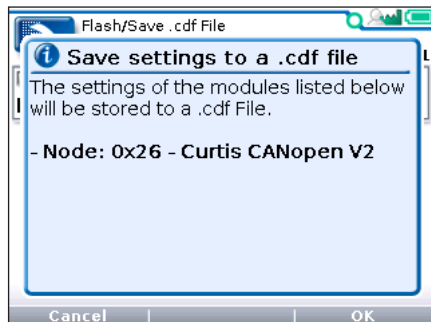 Flash/Save .cdf File
Save settings to a .cdf file
The settings of the modules listed below
will be stored to a .cdf File.
- Node: 0x26 - Curtis CANopen V2
Cancel
OK